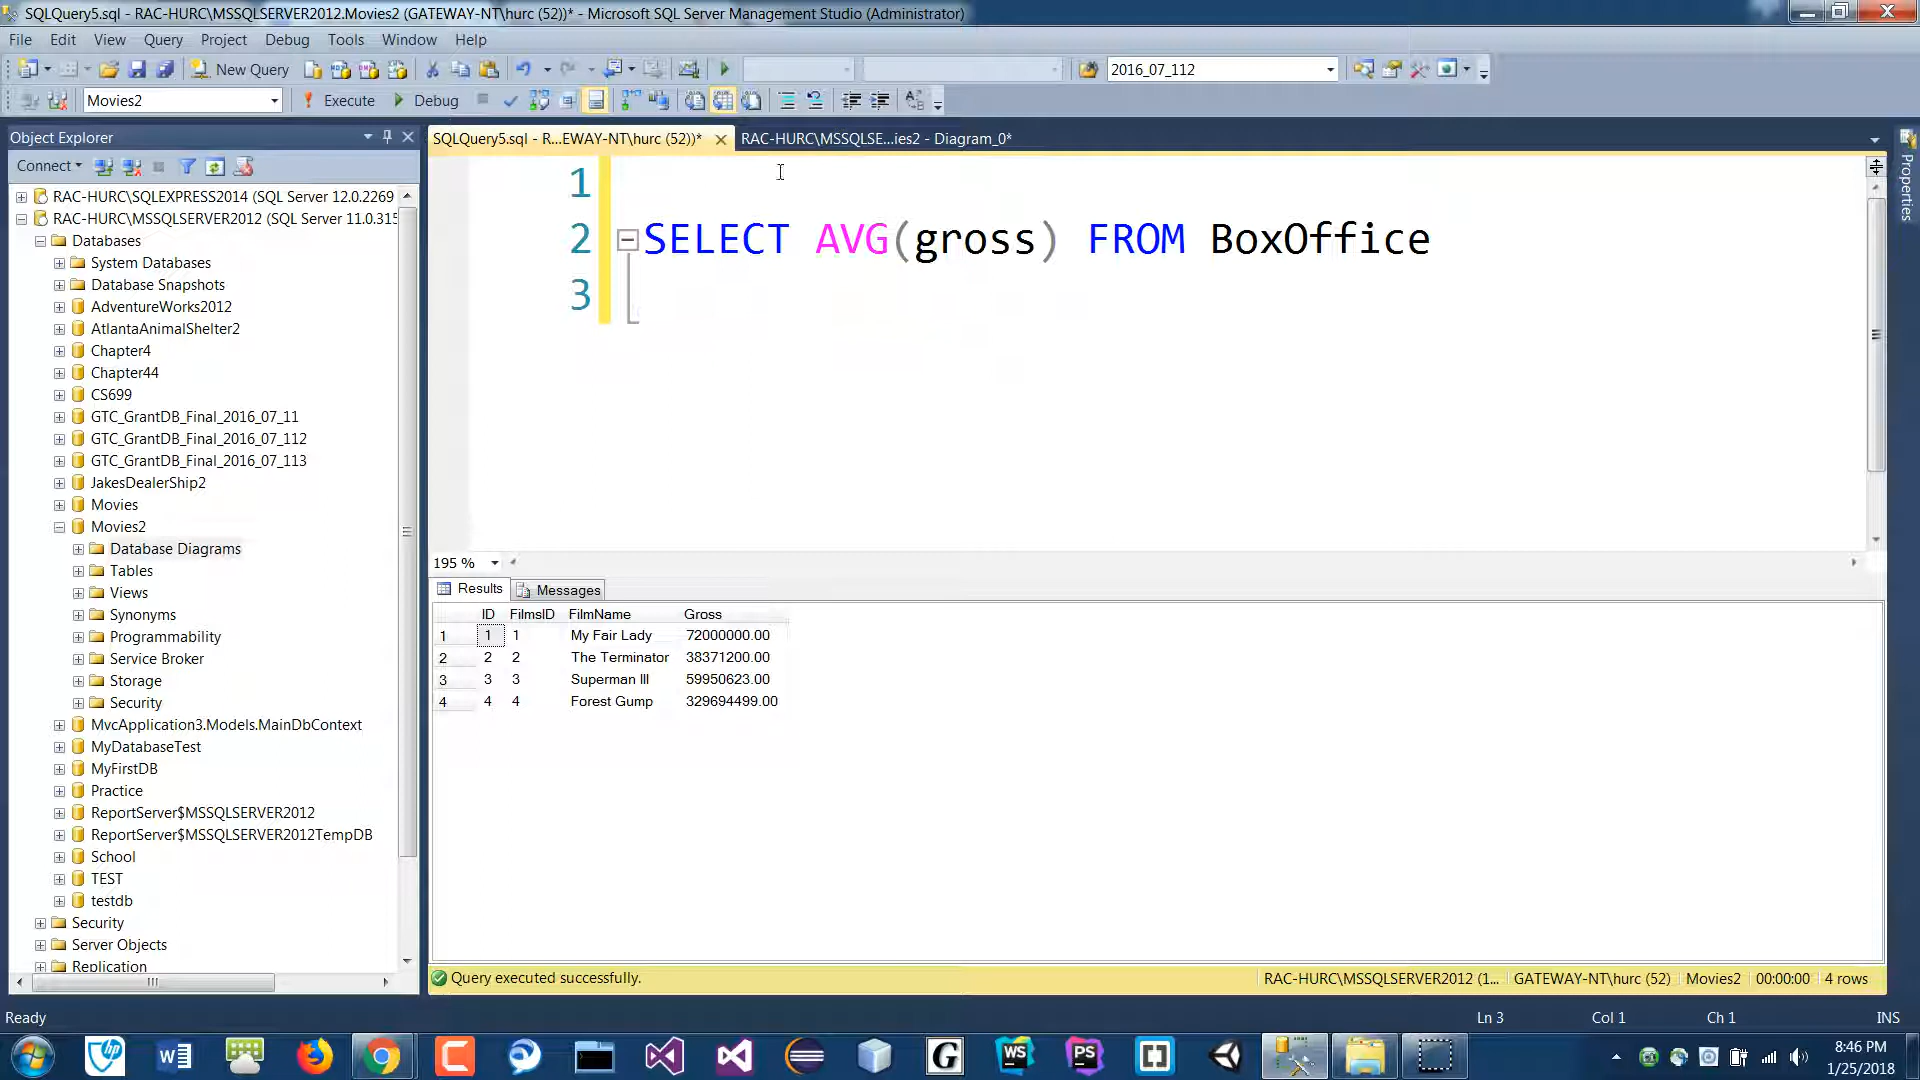 SQLQuery5.sql - RAC-HURC\MSSQLSERVER2012.Movies2 (GATEWAY-NT\hurc (52))* - Microsoft SQL Server Management Studio (Administrator)
File Edit View Query Project Debug Tools Window Help
New Query 2016_07_112
Movies2 Execute Debug
Object Explorer
SQLQuery5.sql - R...EWAY-NT\hurc (52))* RAC-HURC\MSSQLSE...ies2 - Diagram_0*
Properties
Connect
RAC-HURC\SQLEXPRESS2014 (SQL Server 12.0.2269
RAC-HURC\MSSQLSERVER2012 (SQL Server 11.0.315
Databases
System Databases
Database Snapshots
AdventureWorks2012
AtlantaAnimalShelter2
Chapter4
Chapter44
CS699
GTC_GrantDB_Final_2016_07_11
GTC_GrantDB_Final_2016_07_112
GTC_GrantDB_Final_2016_07_113
JakesDealerShip2
Movies
Movies2
Database Diagrams
Tables
Views
Synonyms
Programmability
Service Broker
Storage
Security
MvcApplication3.Models.MainDbContext
MyDatabaseTest
MyFirstDB
Practice
ReportServer$MSSQLSERVER2012
ReportServer$MSSQLSERVER2012TempDB
School
TEST
testdb
Security
Server Objects
Replication
1
2 SELECT AVG(gross) FROM BoxOffice
3
195 %
Results Messages
ID FilmsID FilmName Gross
1 1 1 My Fair Lady 72000000.00
2 2 2 The Terminator 38371200.00
3 3 3 Superman III 59950623.00
4 4 4 Forest Gump 329694499.00
Query executed successfully. RAC-HURC\MSSQLSERVER2012 (1... GATEWAY-NT\hurc (52) Movies2 00:00:00 4 rows
Ready Ln 3 Col 1 Ch 1 INS
hp W G WS PS
8:46 PM
1/25/2018